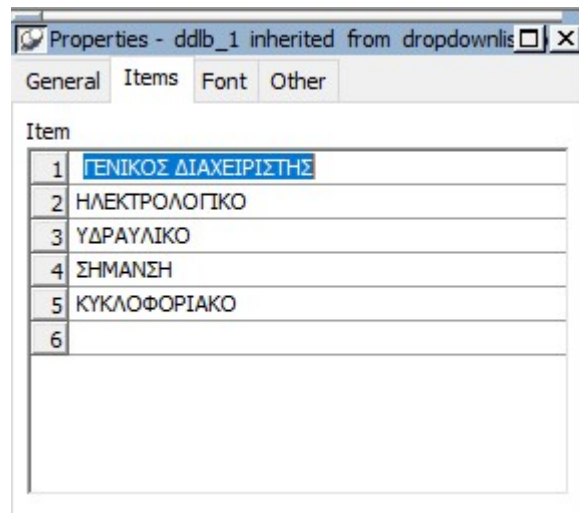 Properties - ddlb_1 inherited from dropdownlis
General Items Font Other
Item
1 ΓΕΝΙΚΟΣ ΔΙΑΧΕΙΡΙΣΤΗΣ
2 ΗΛΕΚΤΡΟΛΟΓΙΚΟ
3 ΥΔΡΑΥΛΙΚΟ
4 ΣΗΜΑΝΣΗ
5 ΚΥΚΛΟΦΟΡΙΑΚΟ
6